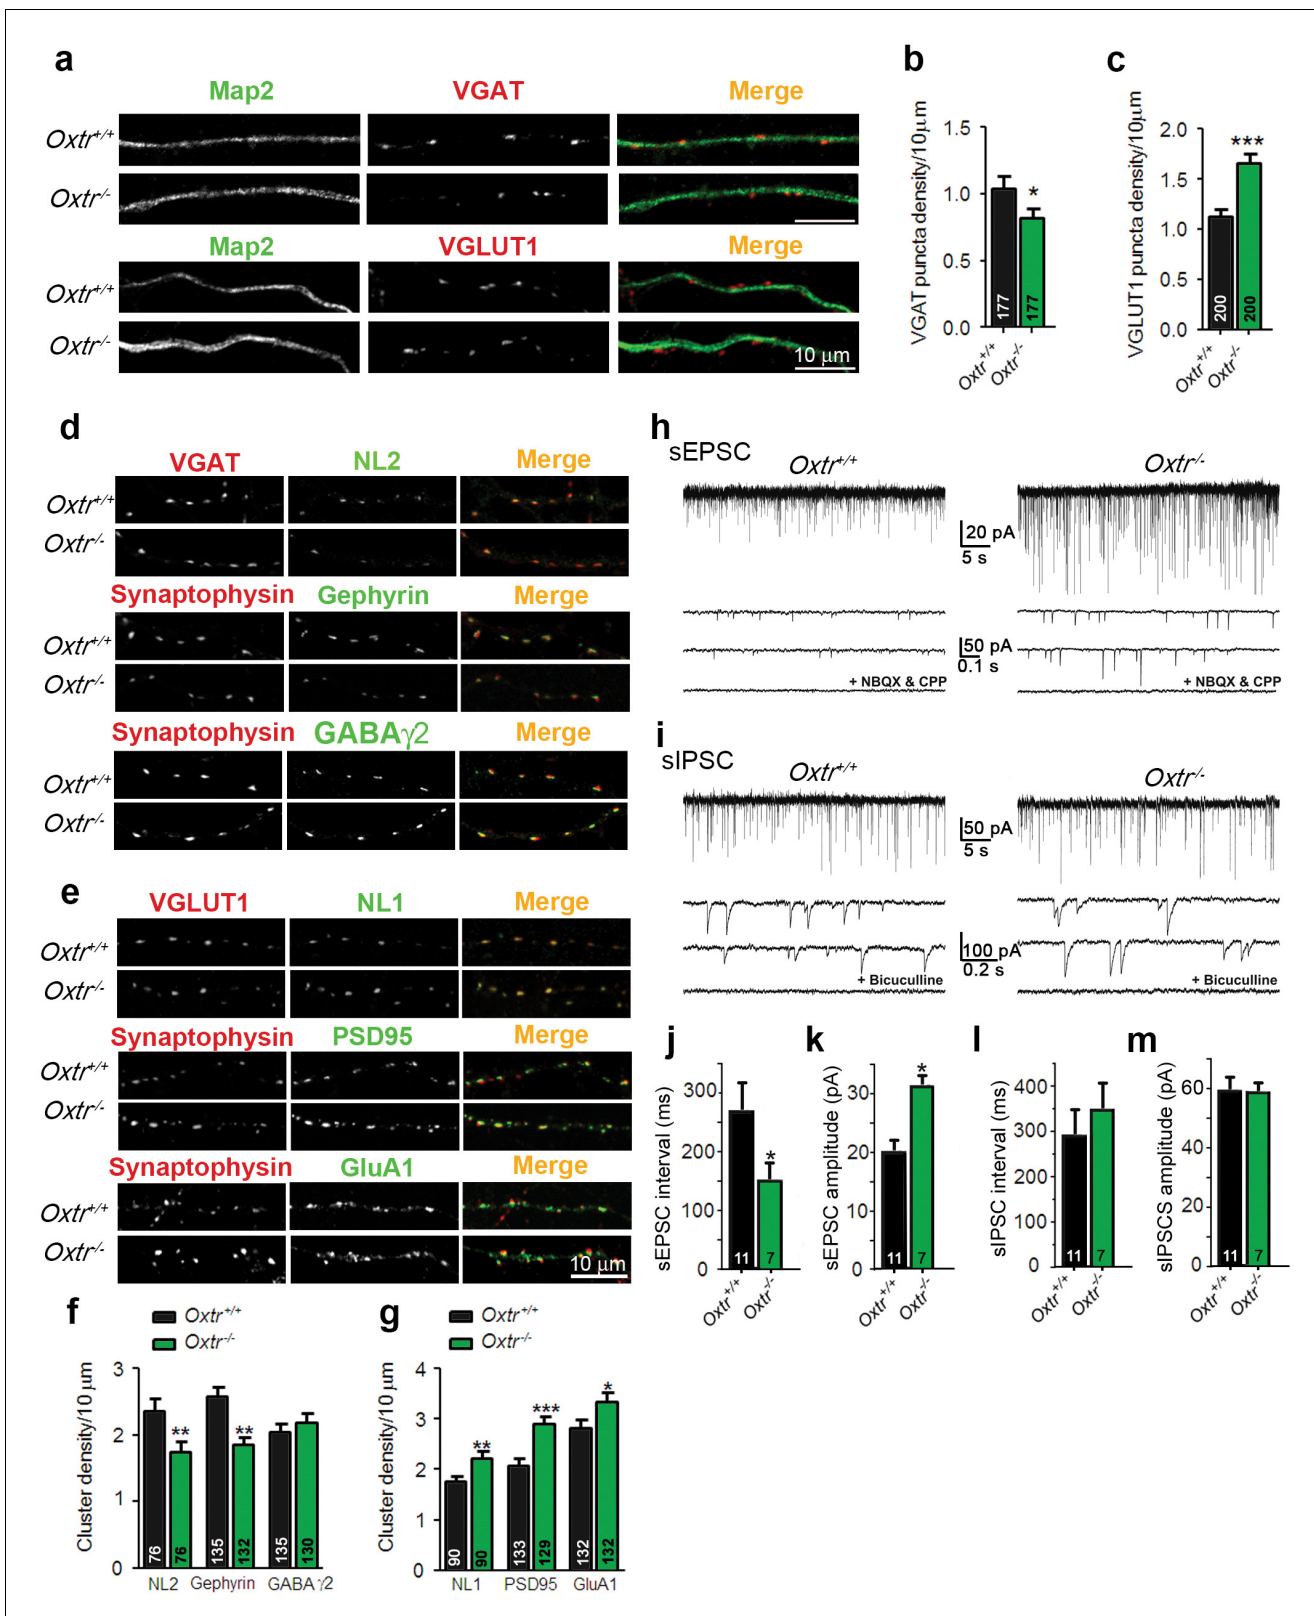 a
Map2 VGAT Merge
Oxtr+/+
Oxtr-/-
Map2 VGLUT1 Merge
Oxtr+/+
Oxtr-/-
10 μm
b
VGAT puncta density/10μm
1.5
1.0
0.5
0.0
*
177 177
Oxtr+/+ Oxtr-/-
c
VGLUT1 puncta density/10μm
2.0
1.5
1.0
0.5
0.0
***
200 200
Oxtr+/+ Oxtr-/-
d
VGAT NL2 Merge
Oxtr+/+
Oxtr-/-
Synaptophysin Gephyrin Merge
Oxtr+/+
Oxtr-/-
Synaptophysin GABAγ2 Merge
Oxtr+/+
Oxtr-/-
e
VGLUT1 NL1 Merge
Oxtr+/+
Oxtr-/-
Synaptophysin PSD95 Merge
Oxtr+/+
Oxtr-/-
Synaptophysin GluA1 Merge
Oxtr+/+
Oxtr-/-
10 μm
f
Oxtr+/+
Oxtr-/-
Cluster density/10 μm
3
2
1
0
** **
76 76 135 132 135 130
NL2 Gephyrin GABAγ2
g
Oxtr+/+
Oxtr-/-
Cluster density/10 μm
4
3
2
1
0
** *** *
90 90 133 129 132 132
NL1 PSD95 GluA1
h
sEPSC
Oxtr+/+ Oxtr-/-
20 pA
5 s
50 pA
0.1 s
+ NBQX & CPP + NBQX & CPP
i
sIPSC
Oxtr+/+ Oxtr-/-
50 pA
5 s
100 pA
0.2 s
+ Bicuculline + Bicuculline
j
sEPSC interval (ms)
300
200
100
0
*
11 7
Oxtr+/+ Oxtr-/-
k
sEPSC amplitude (pA)
30
20
10
0
*
11 7
Oxtr+/+ Oxtr-/-
l
sIPSC interval (ms)
400
300
200
100
0
11 7
Oxtr+/+ Oxtr-/-
m
sIPSCS amplitude (pA)
60
40
20
0
11 7
Oxtr+/+ Oxtr-/-